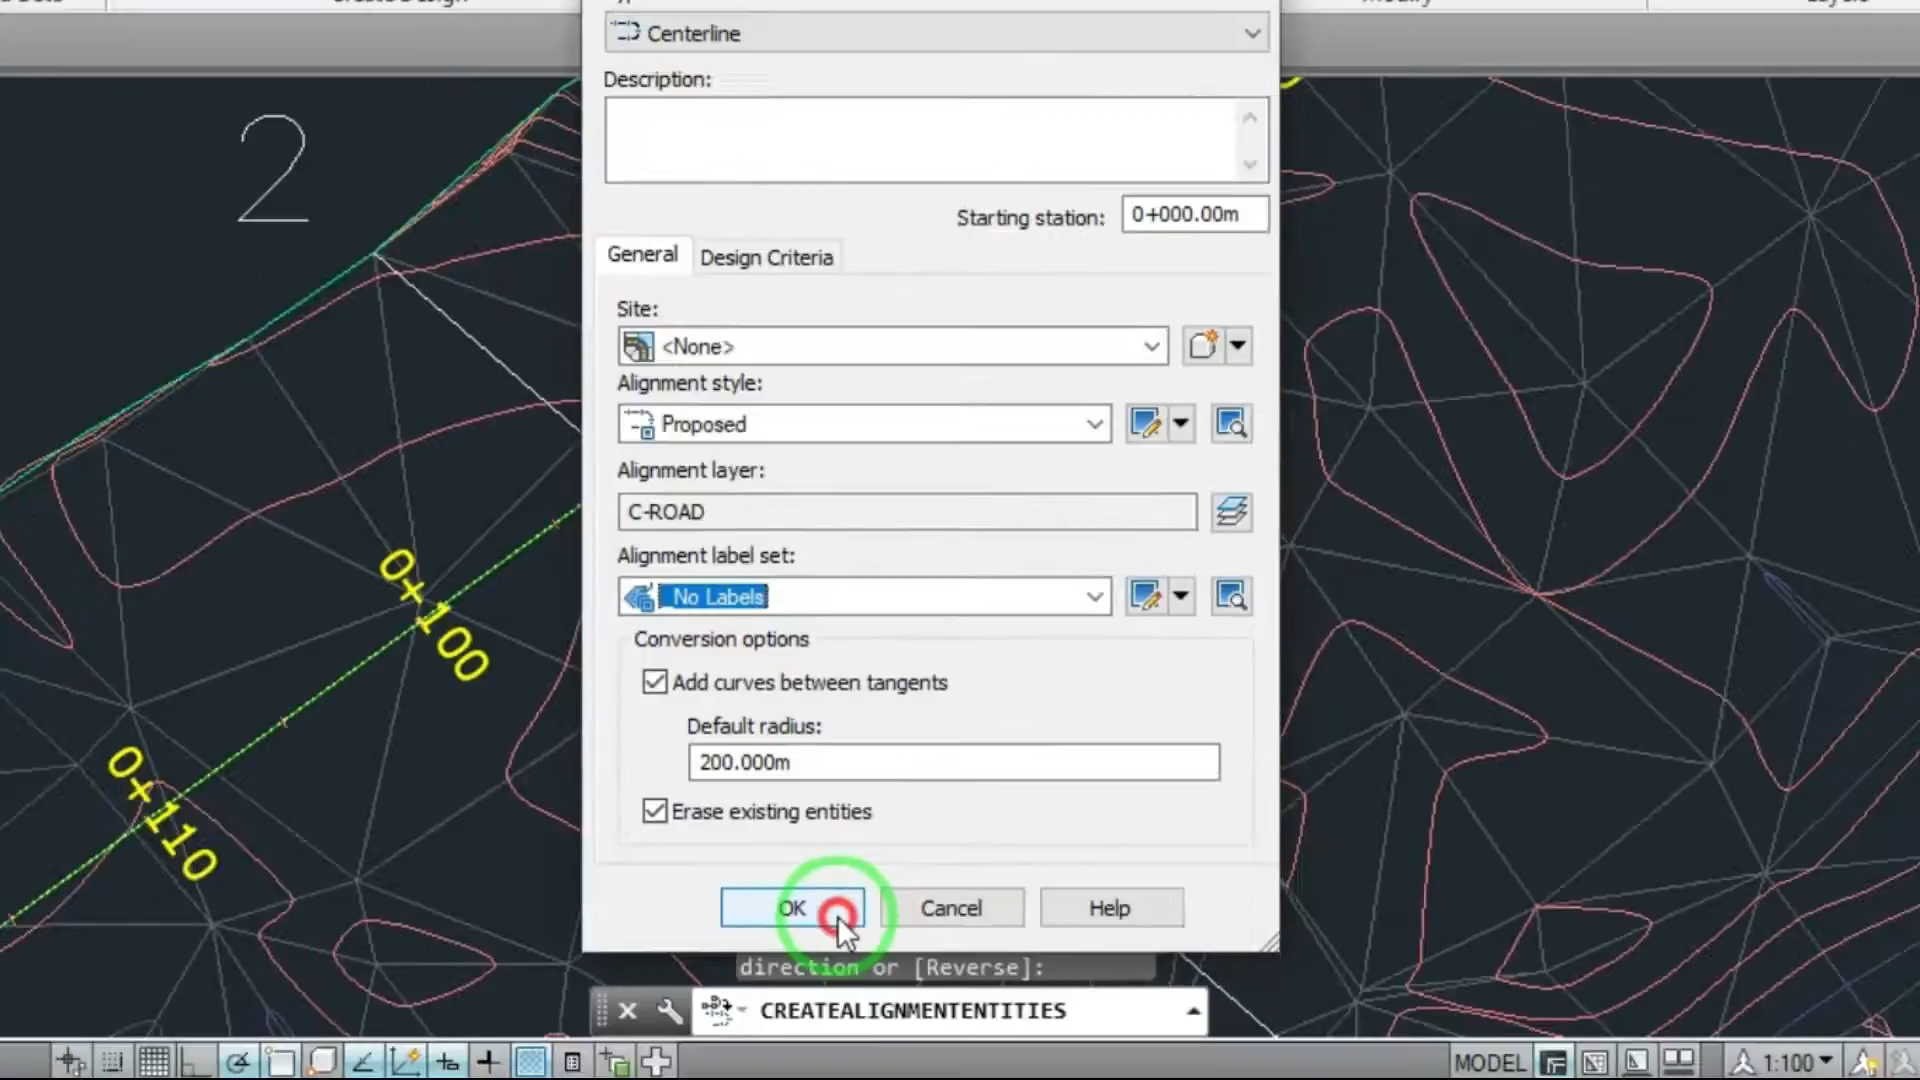 Centerline
Description:
2
Starting station: 0+000.00m
General Design Criteria
Site:
<None>
Alignment style:
Proposed
Alignment layer:
C-ROAD
Alignment label set:
_No Labels
0+100
Conversion options
Add curves between tangents
Default radius:
200.000m
0+110
Erase existing entities
OK Cancel Help
direction or [Reverse]:
CREATEALIGNMENTENTITIES
MODEL 1:100